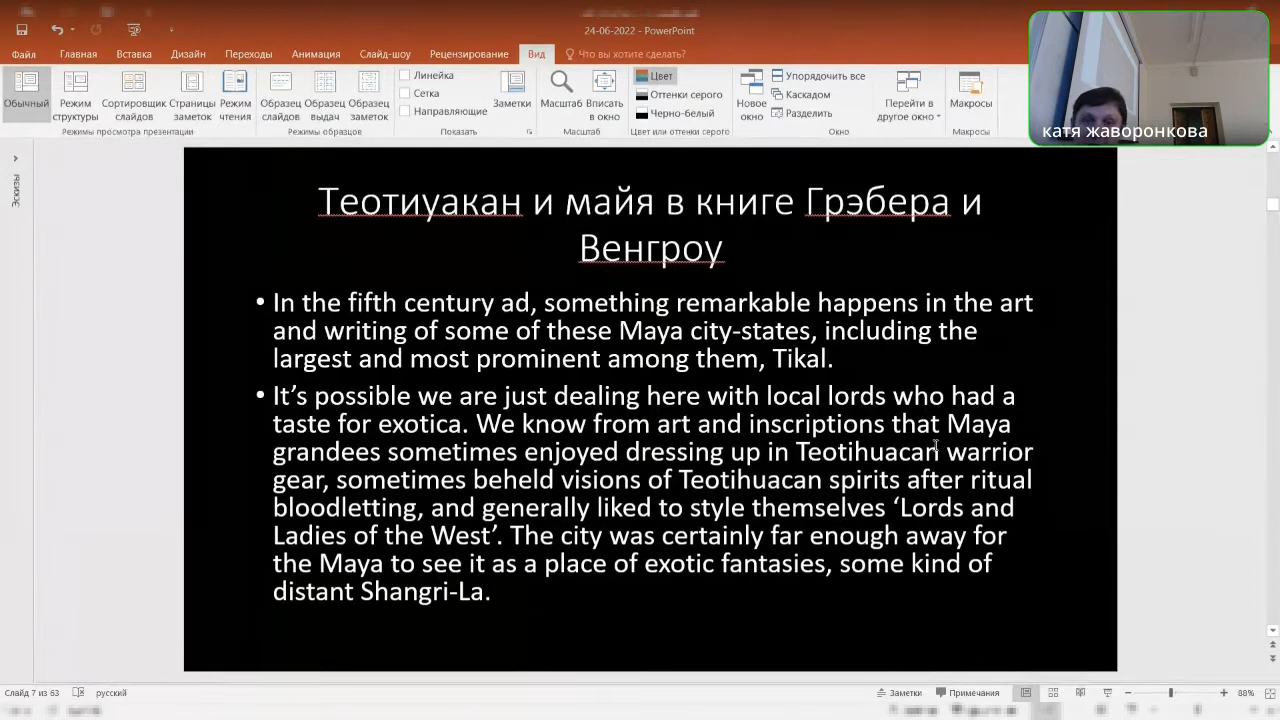 24-06-2022 - PowerPoint
Файл Главная Вставка Дизайн Переходы Анимация Слайд-шоу Рецензирование Вид Что вы хотите сделать?
Обычный Режим структуры Сортировщик слайдов Страницы заметок Режим чтения
Режимы просмотра презентации
Образец слайдов Образец выдач Образец заметок
Режимы образцов
Линейка
Сетка
Направляющие
Заметки
Показать
Масштаб Вписать в окно
Масштаб
Цвет
Оттенки серого
Черно-белый
Цвет или оттенки серого
Новое окно
Упорядочить все
Каскадом
Разделить
Перейти в другое окно
Окно
Макросы
Макросы
катя жаворонкова
Эскизы
Теотиуакан и майя в книге Грэбера и
Венгроу
• In the fifth century ad, something remarkable happens in the art
and writing of some of these Maya city-states, including the
largest and most prominent among them, Tikal.
• It’s possible we are just dealing here with local lords who had a
taste for exotica. We know from art and inscriptions that Maya
grandees sometimes enjoyed dressing up in Teotihuacan warrior
gear, sometimes beheld visions of Teotihuacan spirits after ritual
bloodletting, and generally liked to style themselves ‘Lords and
Ladies of the West’. The city was certainly far enough away for
the Maya to see it as a place of exotic fantasies, some kind of
distant Shangri-La.
Слайд 7 из 63 русский Заметки Примечания 88%